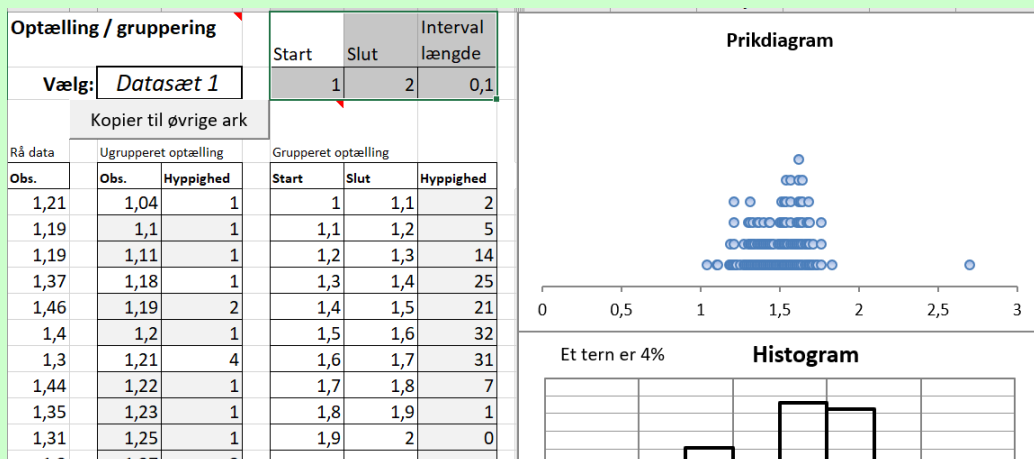 Optælling / gruppering
Start Slut Interval længde
Vælg: Datasæt 1 1 2 0,1
Kopier til øvrige ark
Rå data Ugrupperet optælling Grupperet optælling
Obs. Obs. Hyppighed Start Slut Hyppighed
1,21 1,04 1 1 1,1 2
1,19 1,1 1 1,1 1,2 5
1,19 1,11 1 1,2 1,3 14
1,37 1,18 1 1,3 1,4 25
1,46 1,19 2 1,4 1,5 21
1,4 1,2 1 1,5 1,6 32
1,3 1,21 4 1,6 1,7 31
1,44 1,22 1 1,7 1,8 7
1,35 1,23 1 1,8 1,9 1
1,31 1,25 1 1,9 2 0
Prikdiagram
0 0,5 1 1,5 2 2,5 3
Et tern er 4% Histogram